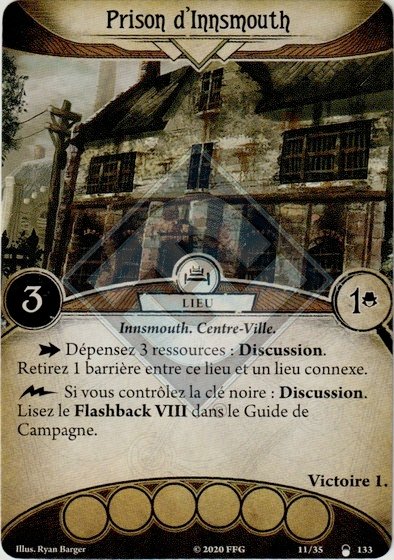 Prison d'Innsmouth
3
LIEU
1
Innsmouth. Centre-Ville.
Dépensez 3 ressources : Discussion.
Retirez 1 barrière entre ce lieu et un lieu connexe.
Si vous contrôlez la clé noire : Discussion.
Lisez le Flashback VIII dans le Guide de
Campagne.
Victoire 1.
Illus. Ryan Barger © 2020 FFG 11/35 133